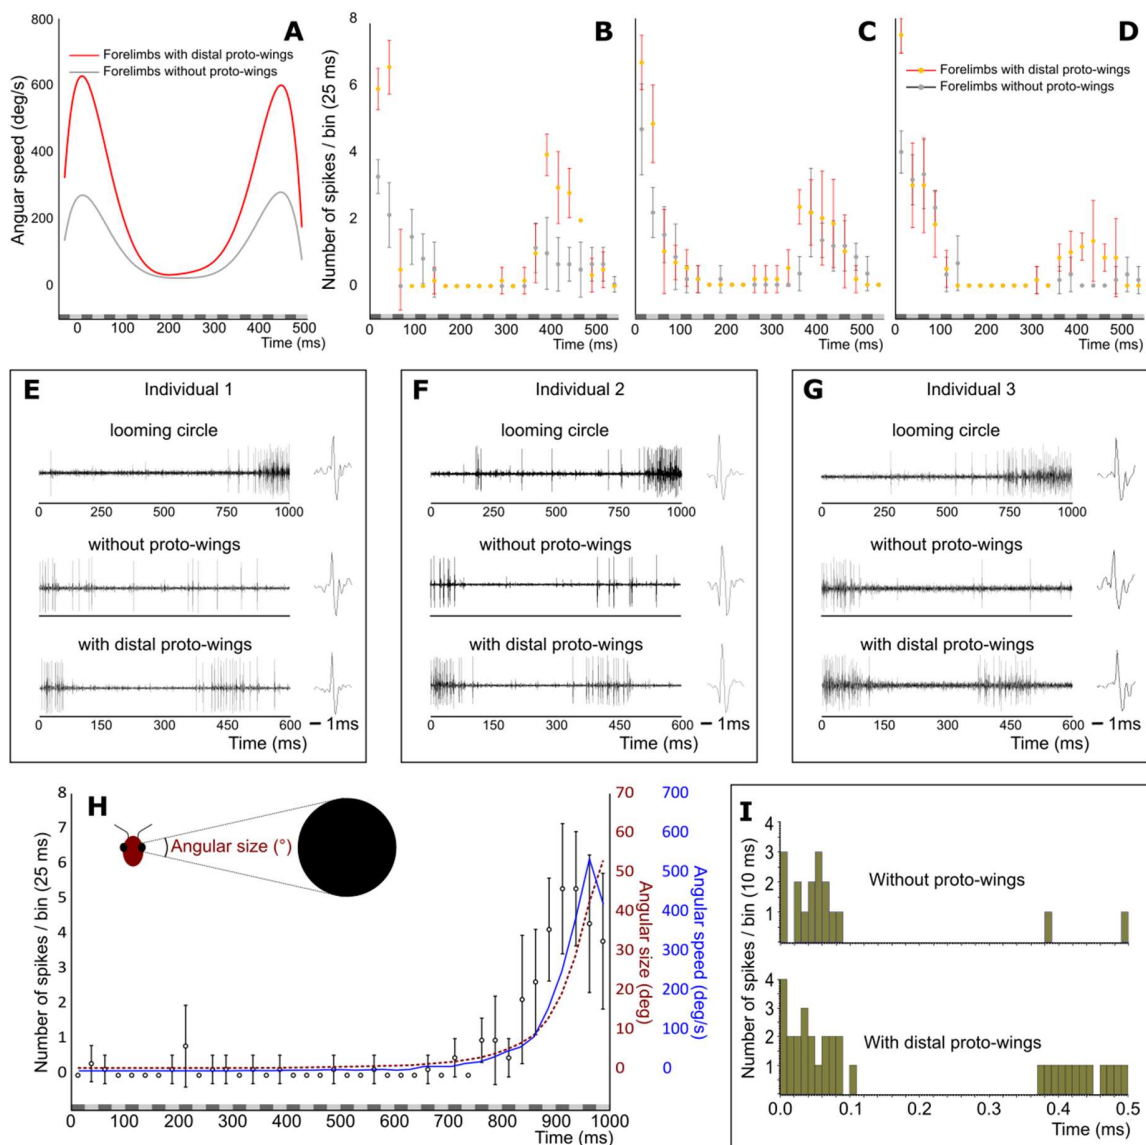 A
B
C
D
800
600
400
200
0
Anguar speed (deg/s)
Forelimbs with distal proto-wings
Forelimbs without proto-wings
0 100 200 300 400 500
Time (ms)
8
6
4
2
0
Number of spikes / bin (25 ms)
0 100 200 300 400 500
Time (ms)
0 100 200 300 400 500
Time (ms)
Forelimbs with distal proto-wings
Forelimbs without proto-wings
0 100 200 300 400 500
Time (ms)
E
Individual 1
looming circle
0 250 500 750 1000
without proto-wings
with distal proto-wings
0 150 300 450 600
1ms
Time (ms)
F
Individual 2
looming circle
0 250 500 750 1000
without proto-wings
with distal proto-wings
0 150 300 450 600
1ms
Time (ms)
G
Individual 3
looming circle
0 250 500 750 1000
without proto-wings
with distal proto-wings
0 150 300 450 600
1ms
Time (ms)
H
Angular size (°)
8
7
6
5
4
3
2
1
0
Number of spikes / bin (25 ms)
70
60
50
40
30
20
10
0
Angular size (deg)
700
600
500
400
300
200
100
0
Angular speed (deg/s)
0 100 200 300 400 500 600 700 800 900 1000
Time (ms)
I
4
3
2
1
Without proto-wings
4
3
2
1
With distal proto-wings
Number of spikes / bin (10 ms)
0.0 0.1 0.2 0.3 0.4 0.5
Time (ms)